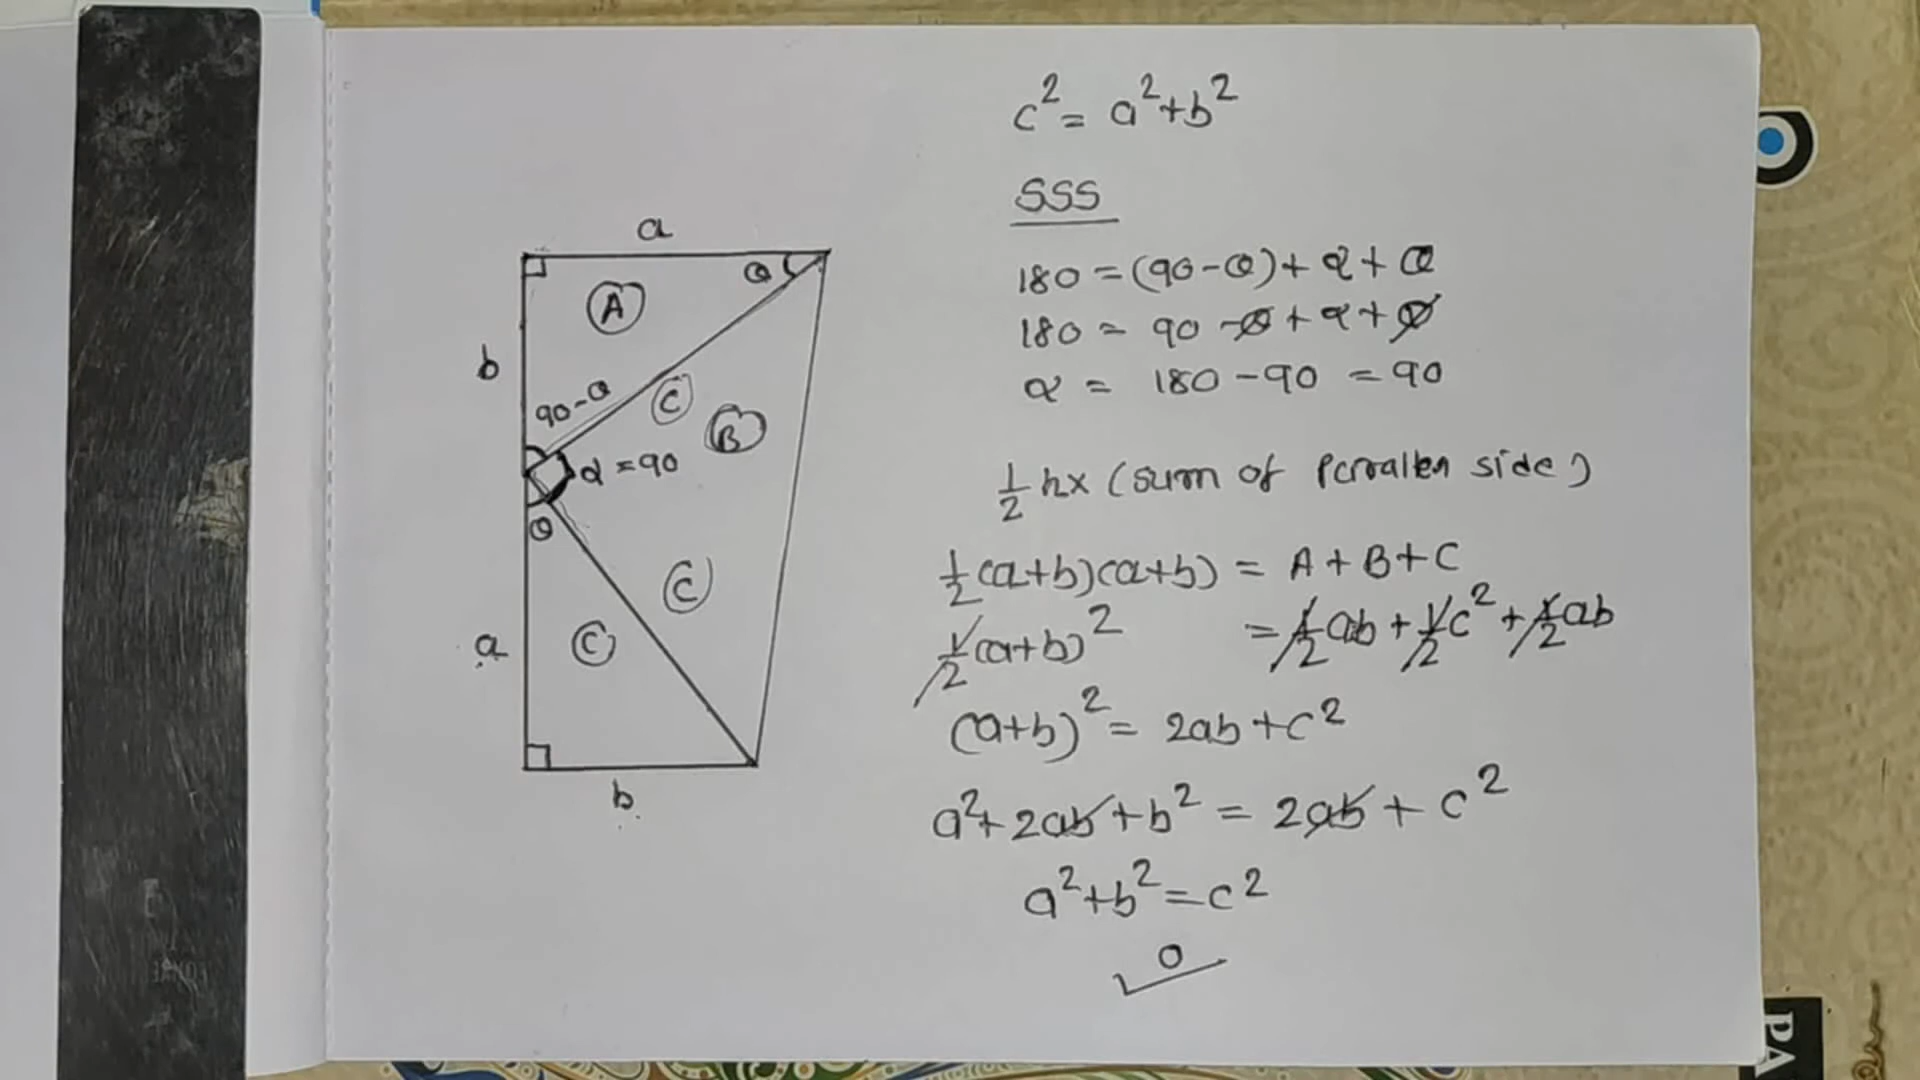 c² = a² + b²
SSS
180 = (90 - θ) + α + θ
180 = 90 - θ + α + θ
α = 180 - 90 = 90
1/2 h x (sum of Parallel side)
1/2 (a+b)(a+b) = A + B + C
1/2 (a+b)² = 1/2 ab + 1/2 c² + 1/2 ab
(a+b)² = 2ab + c²
a² + 2ab + b² = 2ab + c²
a² + b² = c²
0
a
θ
A
b
90-θ
C
B
α = 90
θ
C
C
a
b
PA